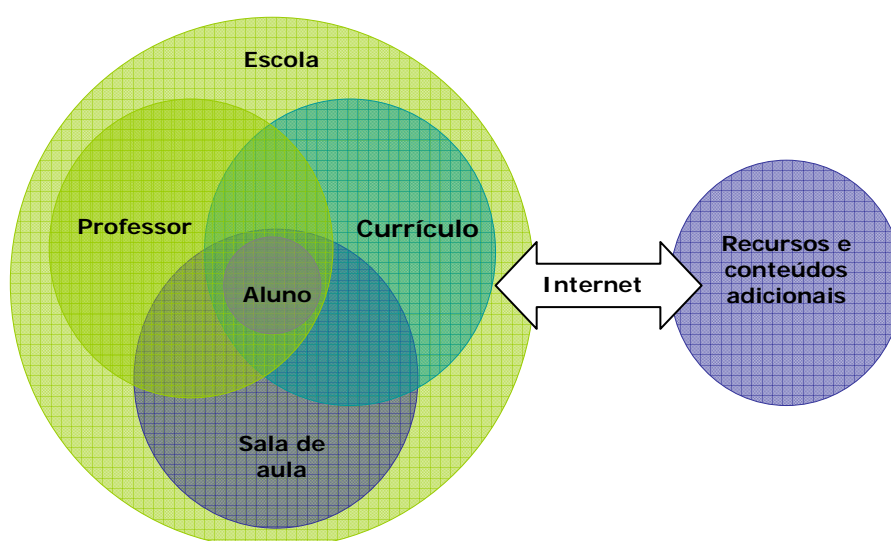 Escola
Professor
Currículo
Aluno
Sala de
aula
Internet
Recursos e
conteúdos
adicionais